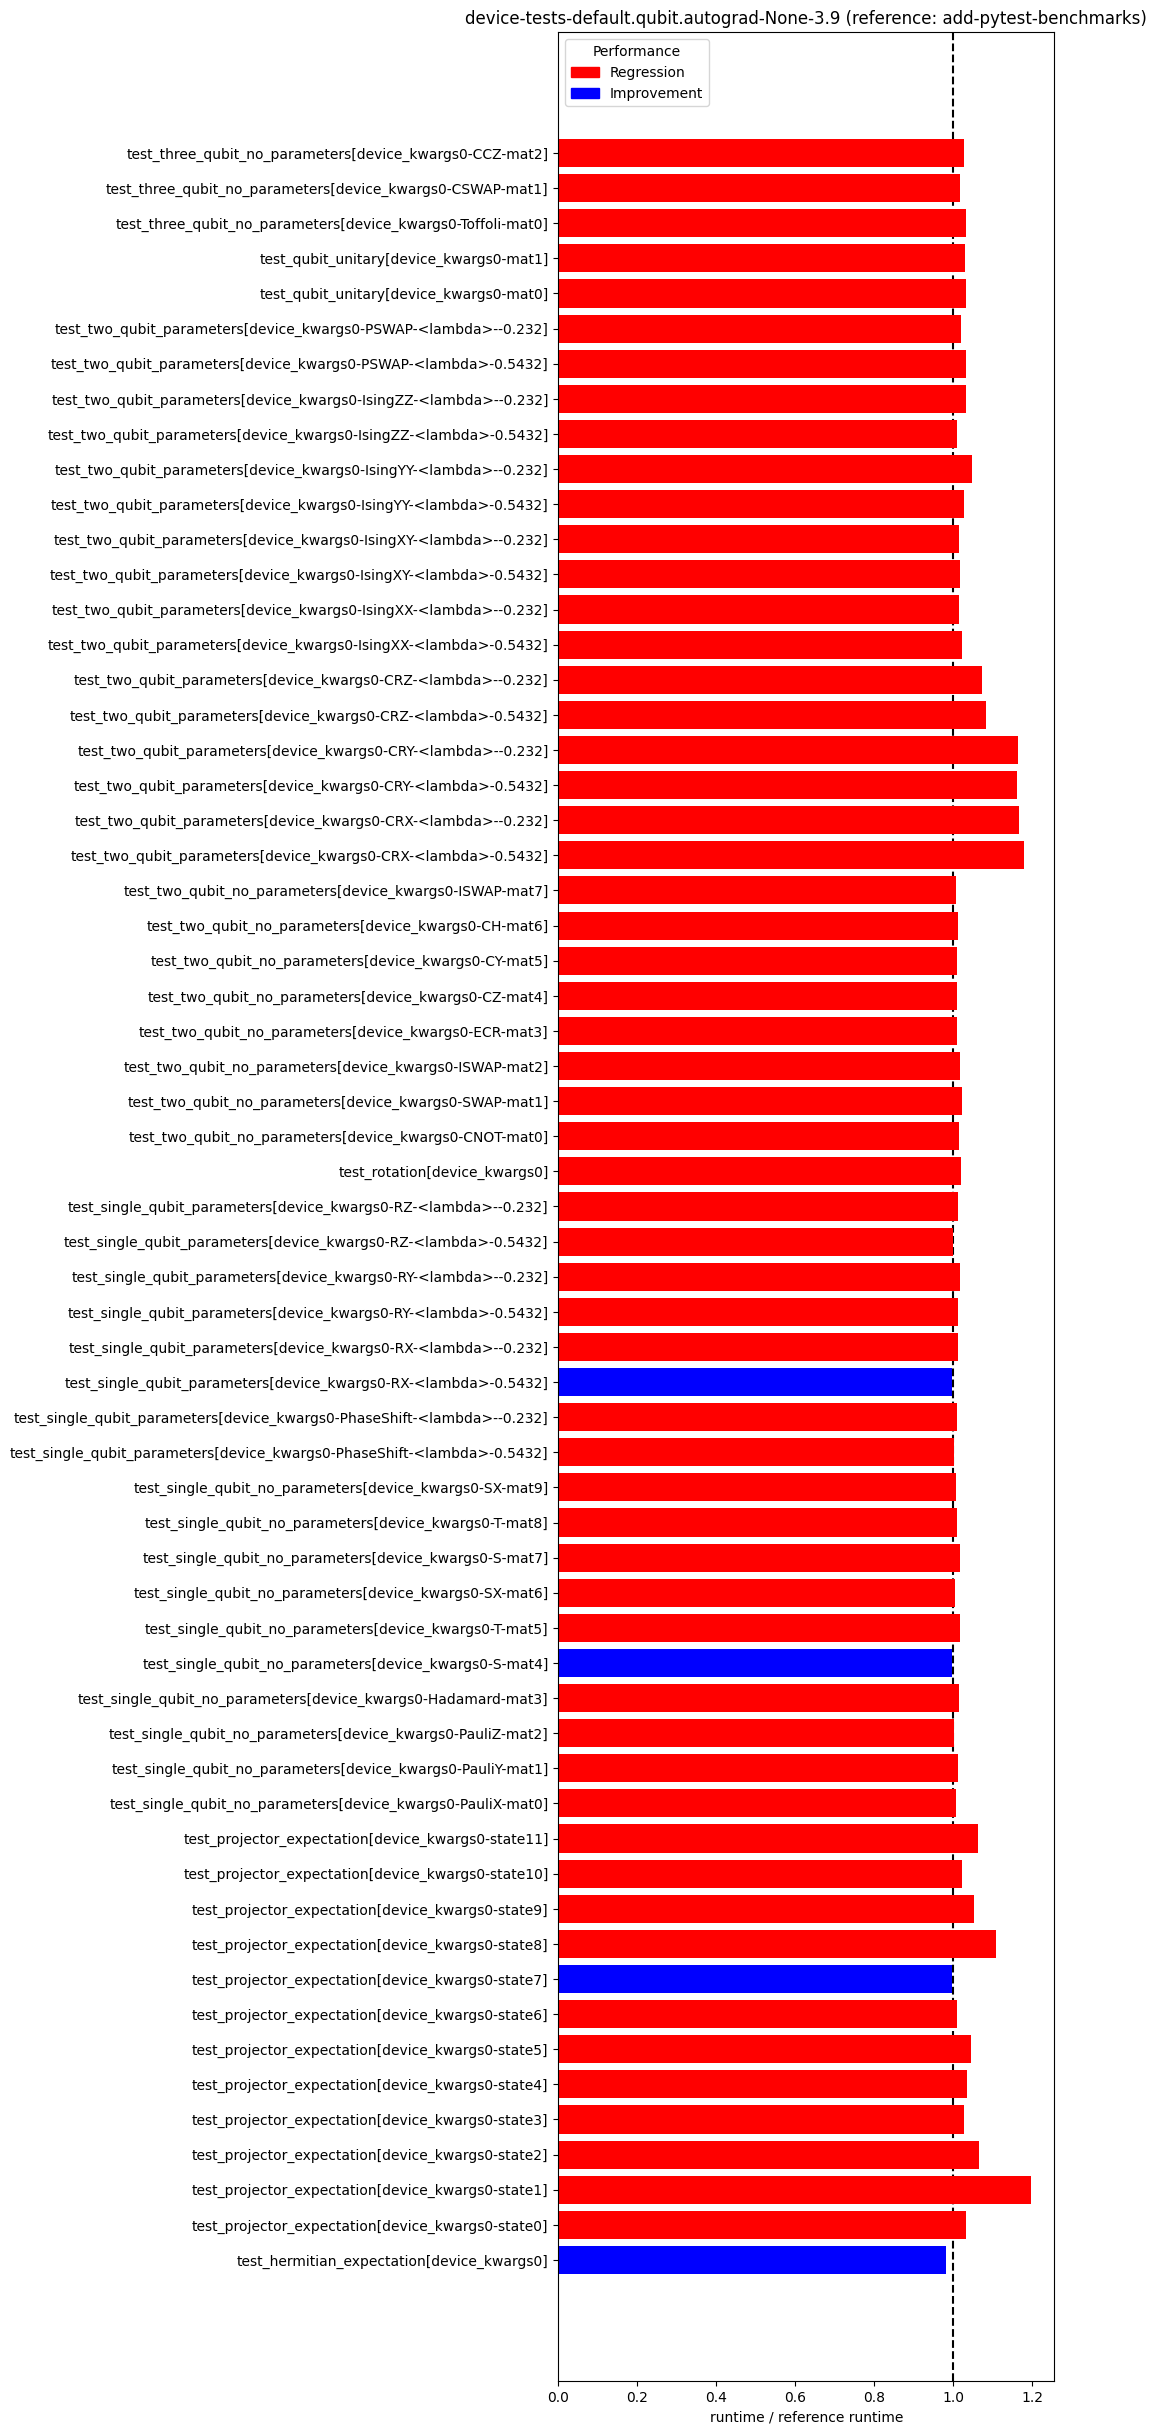 device-tests-default.qubit.autograd-None-3.9 (reference: add-pytest-benchmarks)
Performance
Regression
Improvement
test_three_qubit_no_parameters[device_kwargs0-CCZ-mat2]
test_three_qubit_no_parameters[device_kwargs0-CSWAP-mat1]
test_three_qubit_no_parameters[device_kwargs0-Toffoli-mat0]
test_qubit_unitary[device_kwargs0-mat1]
test_qubit_unitary[device_kwargs0-mat0]
test_two_qubit_parameters[device_kwargs0-PSWAP-<lambda>--0.232]
test_two_qubit_parameters[device_kwargs0-PSWAP-<lambda>-0.5432]
test_two_qubit_parameters[device_kwargs0-IsingZZ-<lambda>--0.232]
test_two_qubit_parameters[device_kwargs0-IsingZZ-<lambda>-0.5432]
test_two_qubit_parameters[device_kwargs0-IsingYY-<lambda>--0.232]
test_two_qubit_parameters[device_kwargs0-IsingYY-<lambda>-0.5432]
test_two_qubit_parameters[device_kwargs0-IsingXY-<lambda>--0.232]
test_two_qubit_parameters[device_kwargs0-IsingXY-<lambda>-0.5432]
test_two_qubit_parameters[device_kwargs0-IsingXX-<lambda>--0.232]
test_two_qubit_parameters[device_kwargs0-IsingXX-<lambda>-0.5432]
test_two_qubit_parameters[device_kwargs0-CRZ-<lambda>--0.232]
test_two_qubit_parameters[device_kwargs0-CRZ-<lambda>-0.5432]
test_two_qubit_parameters[device_kwargs0-CRY-<lambda>--0.232]
test_two_qubit_parameters[device_kwargs0-CRY-<lambda>-0.5432]
test_two_qubit_parameters[device_kwargs0-CRX-<lambda>--0.232]
test_two_qubit_parameters[device_kwargs0-CRX-<lambda>-0.5432]
test_two_qubit_no_parameters[device_kwargs0-ISWAP-mat7]
test_two_qubit_no_parameters[device_kwargs0-CH-mat6]
test_two_qubit_no_parameters[device_kwargs0-CY-mat5]
test_two_qubit_no_parameters[device_kwargs0-CZ-mat4]
test_two_qubit_no_parameters[device_kwargs0-ECR-mat3]
test_two_qubit_no_parameters[device_kwargs0-ISWAP-mat2]
test_two_qubit_no_parameters[device_kwargs0-SWAP-mat1]
test_two_qubit_no_parameters[device_kwargs0-CNOT-mat0]
test_rotation[device_kwargs0]
test_single_qubit_parameters[device_kwargs0-RZ-<lambda>--0.232]
test_single_qubit_parameters[device_kwargs0-RZ-<lambda>-0.5432]
test_single_qubit_parameters[device_kwargs0-RY-<lambda>--0.232]
test_single_qubit_parameters[device_kwargs0-RY-<lambda>-0.5432]
test_single_qubit_parameters[device_kwargs0-RX-<lambda>--0.232]
test_single_qubit_parameters[device_kwargs0-RX-<lambda>-0.5432]
test_single_qubit_parameters[device_kwargs0-PhaseShift-<lambda>--0.232]
test_single_qubit_parameters[device_kwargs0-PhaseShift-<lambda>-0.5432]
test_single_qubit_no_parameters[device_kwargs0-SX-mat9]
test_single_qubit_no_parameters[device_kwargs0-T-mat8]
test_single_qubit_no_parameters[device_kwargs0-S-mat7]
test_single_qubit_no_parameters[device_kwargs0-SX-mat6]
test_single_qubit_no_parameters[device_kwargs0-T-mat5]
test_single_qubit_no_parameters[device_kwargs0-S-mat4]
test_single_qubit_no_parameters[device_kwargs0-Hadamard-mat3]
test_single_qubit_no_parameters[device_kwargs0-PauliZ-mat2]
test_single_qubit_no_parameters[device_kwargs0-PauliY-mat1]
test_single_qubit_no_parameters[device_kwargs0-PauliX-mat0]
test_projector_expectation[device_kwargs0-state11]
test_projector_expectation[device_kwargs0-state10]
test_projector_expectation[device_kwargs0-state9]
test_projector_expectation[device_kwargs0-state8]
test_projector_expectation[device_kwargs0-state7]
test_projector_expectation[device_kwargs0-state6]
test_projector_expectation[device_kwargs0-state5]
test_projector_expectation[device_kwargs0-state4]
test_projector_expectation[device_kwargs0-state3]
test_projector_expectation[device_kwargs0-state2]
test_projector_expectation[device_kwargs0-state1]
test_projector_expectation[device_kwargs0-state0]
test_hermitian_expectation[device_kwargs0]
0.0 0.2 0.4 0.6 0.8 1.0 1.2
runtime / reference runtime